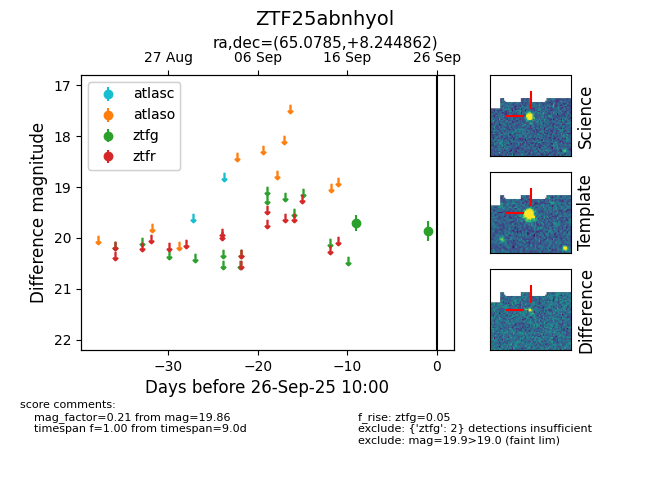 ZTF25abnhyol
ra,dec=(65.0785,+8.244862)
27 Aug 06 Sep 16 Sep 26 Sep
atlasc
atlaso
ztfg
ztfr
17
18
19
20
21
22
Difference magnitude
−30 −20 −10 0
Days before 26-Sep-25 10:00
Science
Template
Difference
score comments:
mag_factor=0.21 from mag=19.86
timespan f=1.00 from timespan=9.0d
f_rise: ztfg=0.05
exclude: {'ztfg': 2} detections insufficient
exclude: mag=19.9>19.0 (faint lim)